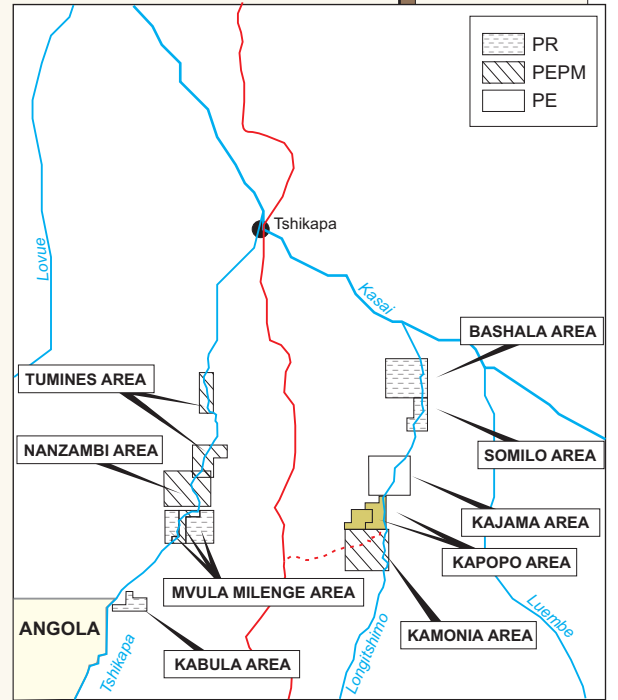 PR
PEPM
PE
Tshikapa
Lovue
Kasai
BASHALA AREA
TUMINES AREA
NANZAMBI AREA
SOMILO AREA
KAJAMA AREA
KAPOPO AREA
MVULA MILENGE AREA
KAMONIA AREA
ANGOLA
KABULA AREA
Tshikapa
Longitshimo
Luembe